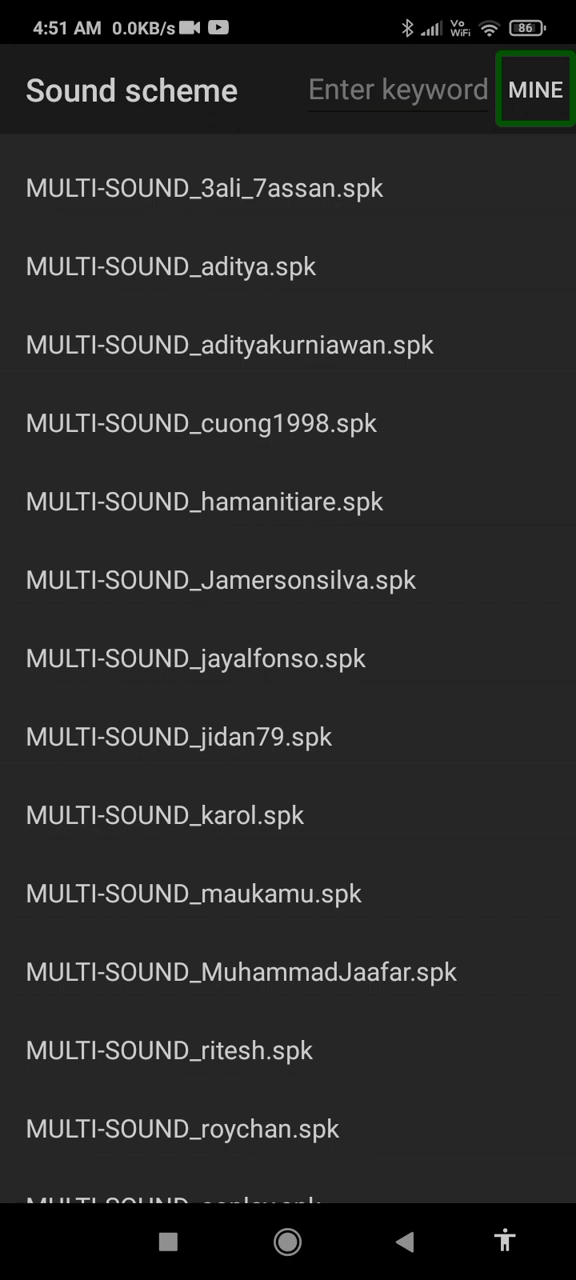 4:51 AM 0.0KB/s Vo WiFi 86
Sound scheme Enter keyword MINE
MULTI-SOUND_3ali_7assan.spk
MULTI-SOUND_aditya.spk
MULTI-SOUND_adityakurniawan.spk
MULTI-SOUND_cuong1998.spk
MULTI-SOUND_hamanitiare.spk
MULTI-SOUND_Jamersonsilva.spk
MULTI-SOUND_jayalfonso.spk
MULTI-SOUND_jidan79.spk
MULTI-SOUND_karol.spk
MULTI-SOUND_maukamu.spk
MULTI-SOUND_MuhammadJaafar.spk
MULTI-SOUND_ritesh.spk
MULTI-SOUND_roychan.spk